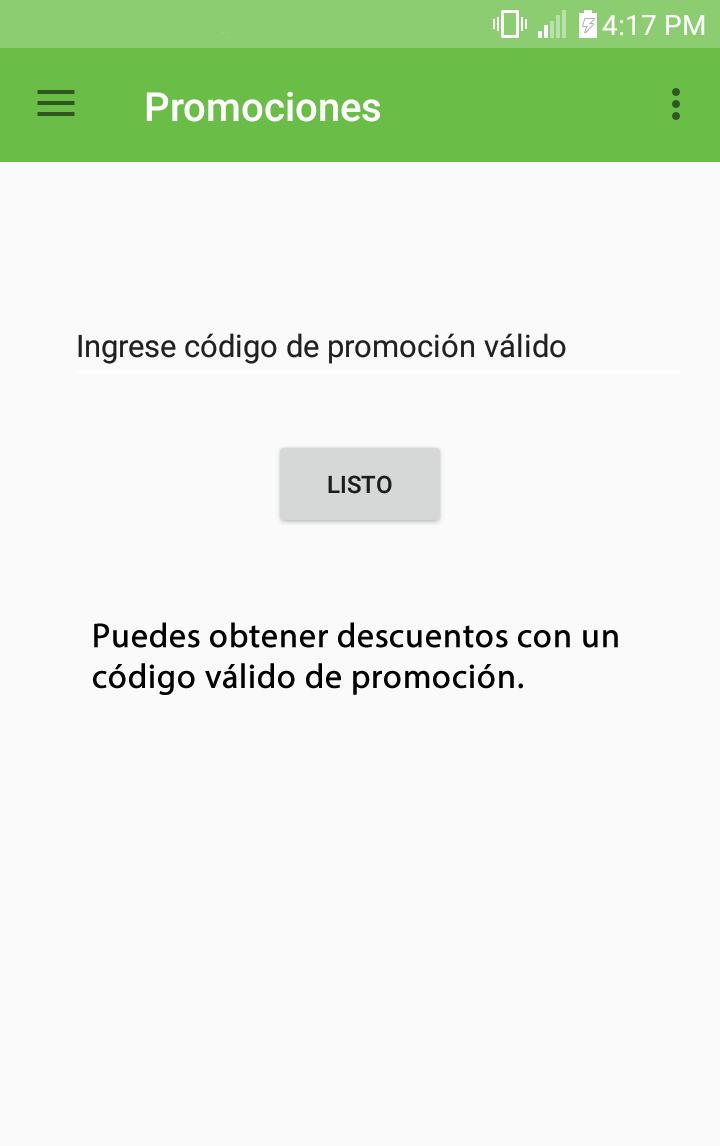 4:17 PM
Promociones
Ingrese código de promoción válido
LISTO
Puedes obtener descuentos con un
código válido de promoción.